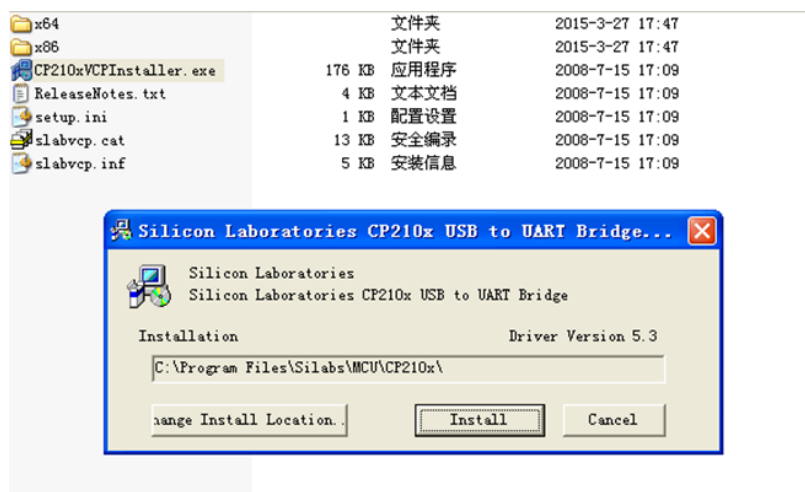 x64 文件夹 2015-3-27 17:47
x86 文件夹 2015-3-27 17:47
CP210xVCPInstaller.exe 176 KB 应用程序 2008-7-15 17:09
ReleaseNotes.txt 4 KB 文本文档 2008-7-15 17:09
setup.ini 1 KB 配置设置 2008-7-15 17:09
slabvcp.cat 13 KB 安全编录 2008-7-15 17:09
slabvcp.inf 5 KB 安装信息 2008-7-15 17:09
Silicon Laboratories CP210x USB to UART Bridge...
Silicon Laboratories
Silicon Laboratories CP210x USB to UART Bridge
Installation Driver Version 5.3
C:\Program Files\Silabs\MCU\CP210x\
hange Install Location.. Install Cancel